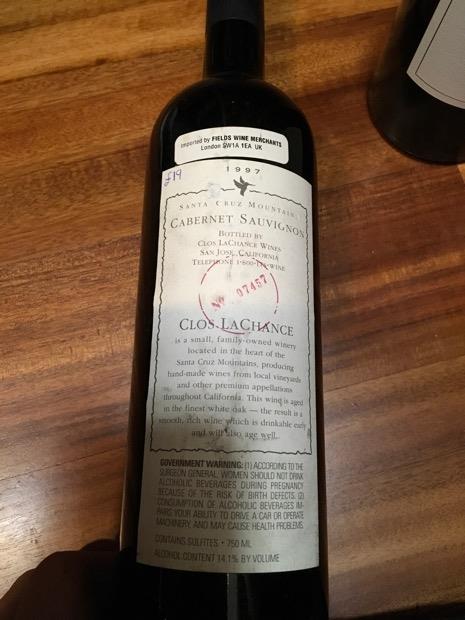 Imported by FIELDS WINE MERCHANTS
London SW1A 1EA UK
£19
1997
SANTA CRUZ MOUNTAINS
CABERNET SAUVIGNON
BOTTLED BY
CLOS LACHANCE WINES
SAN JOSE, CALIFORNIA
TELEPHONE 1-800-ITS-WINE
No. 07457
CLOS LACHANCE
is a small, family-owned winery
located in the heart of the
Santa Cruz Mountains, producing
hand-made wines from local vineyards
and other premium appellations
throughout California. This wine is aged
in the finest white oak — the result is a
smooth, rich wine which is drinkable early
and will also age well.
GOVERNMENT WARNING: (1) ACCORDING TO THE
SURGEON GENERAL, WOMEN SHOULD NOT DRINK
ALCOHOLIC BEVERAGES DURING PREGNANCY
BECAUSE OF THE RISK OF BIRTH DEFECTS. (2)
CONSUMPTION OF ALCOHOLIC BEVERAGES IM-
PAIRS YOUR ABILITY TO DRIVE A CAR OR OPERATE
MACHINERY, AND MAY CAUSE HEALTH PROBLEMS.
CONTAINS SULFITES • 750 ML
ALCOHOL CONTENT 14.1% BY VOLUME